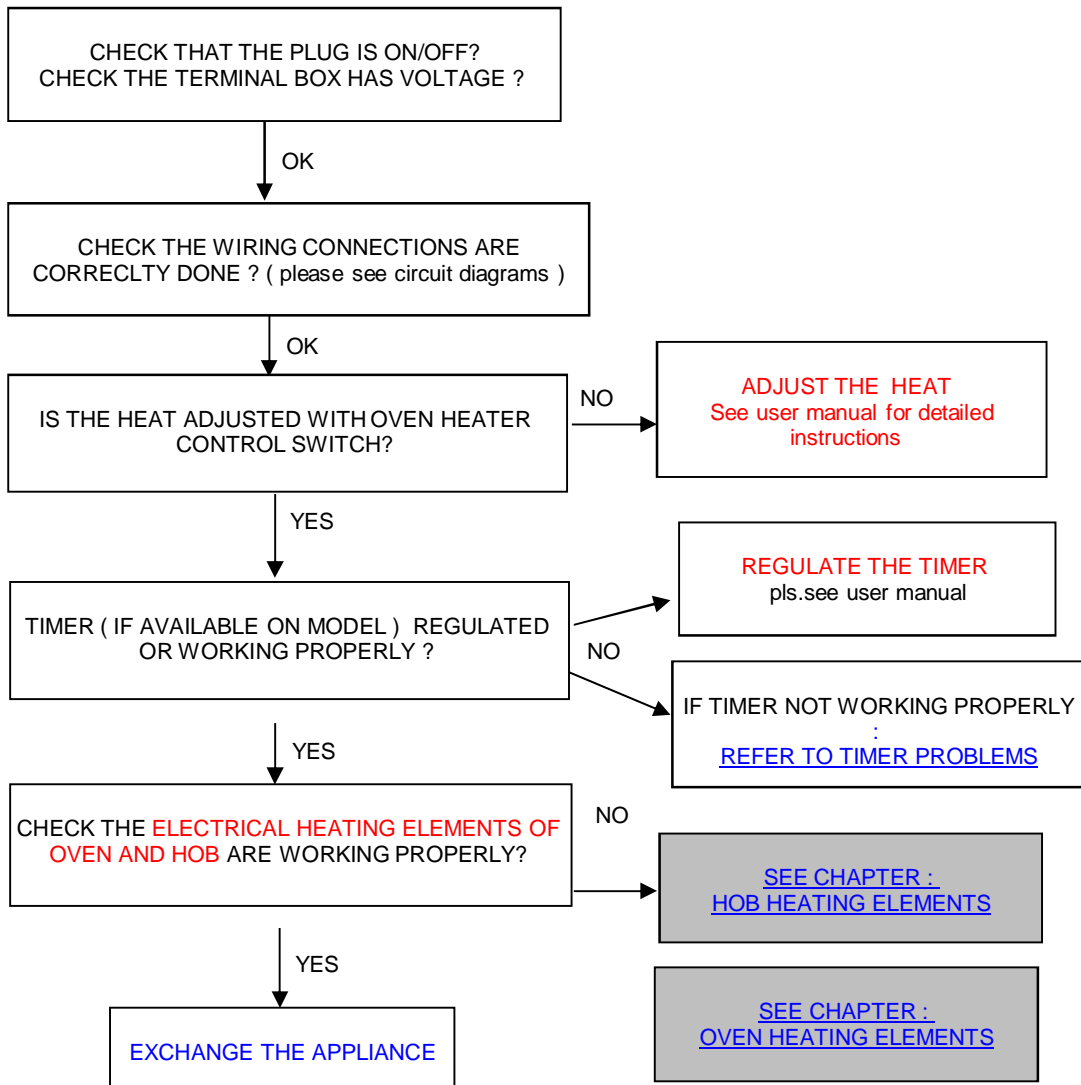 CHECK THAT THE PLUG IS ON/OFF?
CHECK THE TERMINAL BOX HAS VOLTAGE ?
OK
CHECK THE WIRING CONNECTIONS ARE
CORRECLTY DONE ? ( please see circuit diagrams )
OK
IS THE HEAT ADJUSTED WITH OVEN HEATER
CONTROL SWITCH?
NO
ADJUST THE HEAT
See user manual for detailed
instructions
YES
TIMER ( IF AVAILABLE ON MODEL ) REGULATED
OR WORKING PROPERLY ?
REGULATE THE TIMER
pls.see user manual
NO
IF TIMER NOT WORKING PROPERLY
:
REFER TO TIMER PROBLEMS
YES
CHECK THE ELECTRICAL HEATING ELEMENTS OF
OVEN AND HOB ARE WORKING PROPERLY?
NO
SEE CHAPTER :
HOB HEATING ELEMENTS
YES
SEE CHAPTER :
OVEN HEATING ELEMENTS
EXCHANGE THE APPLIANCE